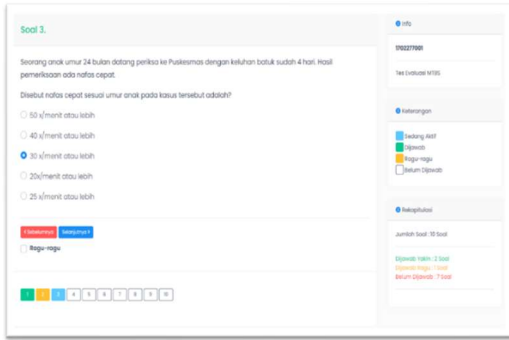 Soal 3.
Seorang anak umur 24 bulan datang periksa ke Puskesmas dengan keluhan batuk sudah 4 hari. Hasil
pemeriksaan ada nafas cepat.
Disebut nafas cepat sesuai umur anak pada kasus tersebut adalah?
50 x/menit atau lebih
40 x/menit atau lebih
30 x/menit atau lebih
20x/menit atau lebih
25 x/menit atau lebih
Sebelumnya
Selanjutnya
Ragu-ragu
1 2 3 4 5 6 7 8 9 10
Info
1702277001
Tes Evaluasi MTBS
Keterangan
Sedang Aktif
Dijawab
Ragu-ragu
Belum Dijawab
Rekapitulasi
Jumlah Soal : 10 Soal
Dijawab Yakin : 2 Soal
Dijawab Ragu : 1 Soal
Belum Dijawab : 7 Soal